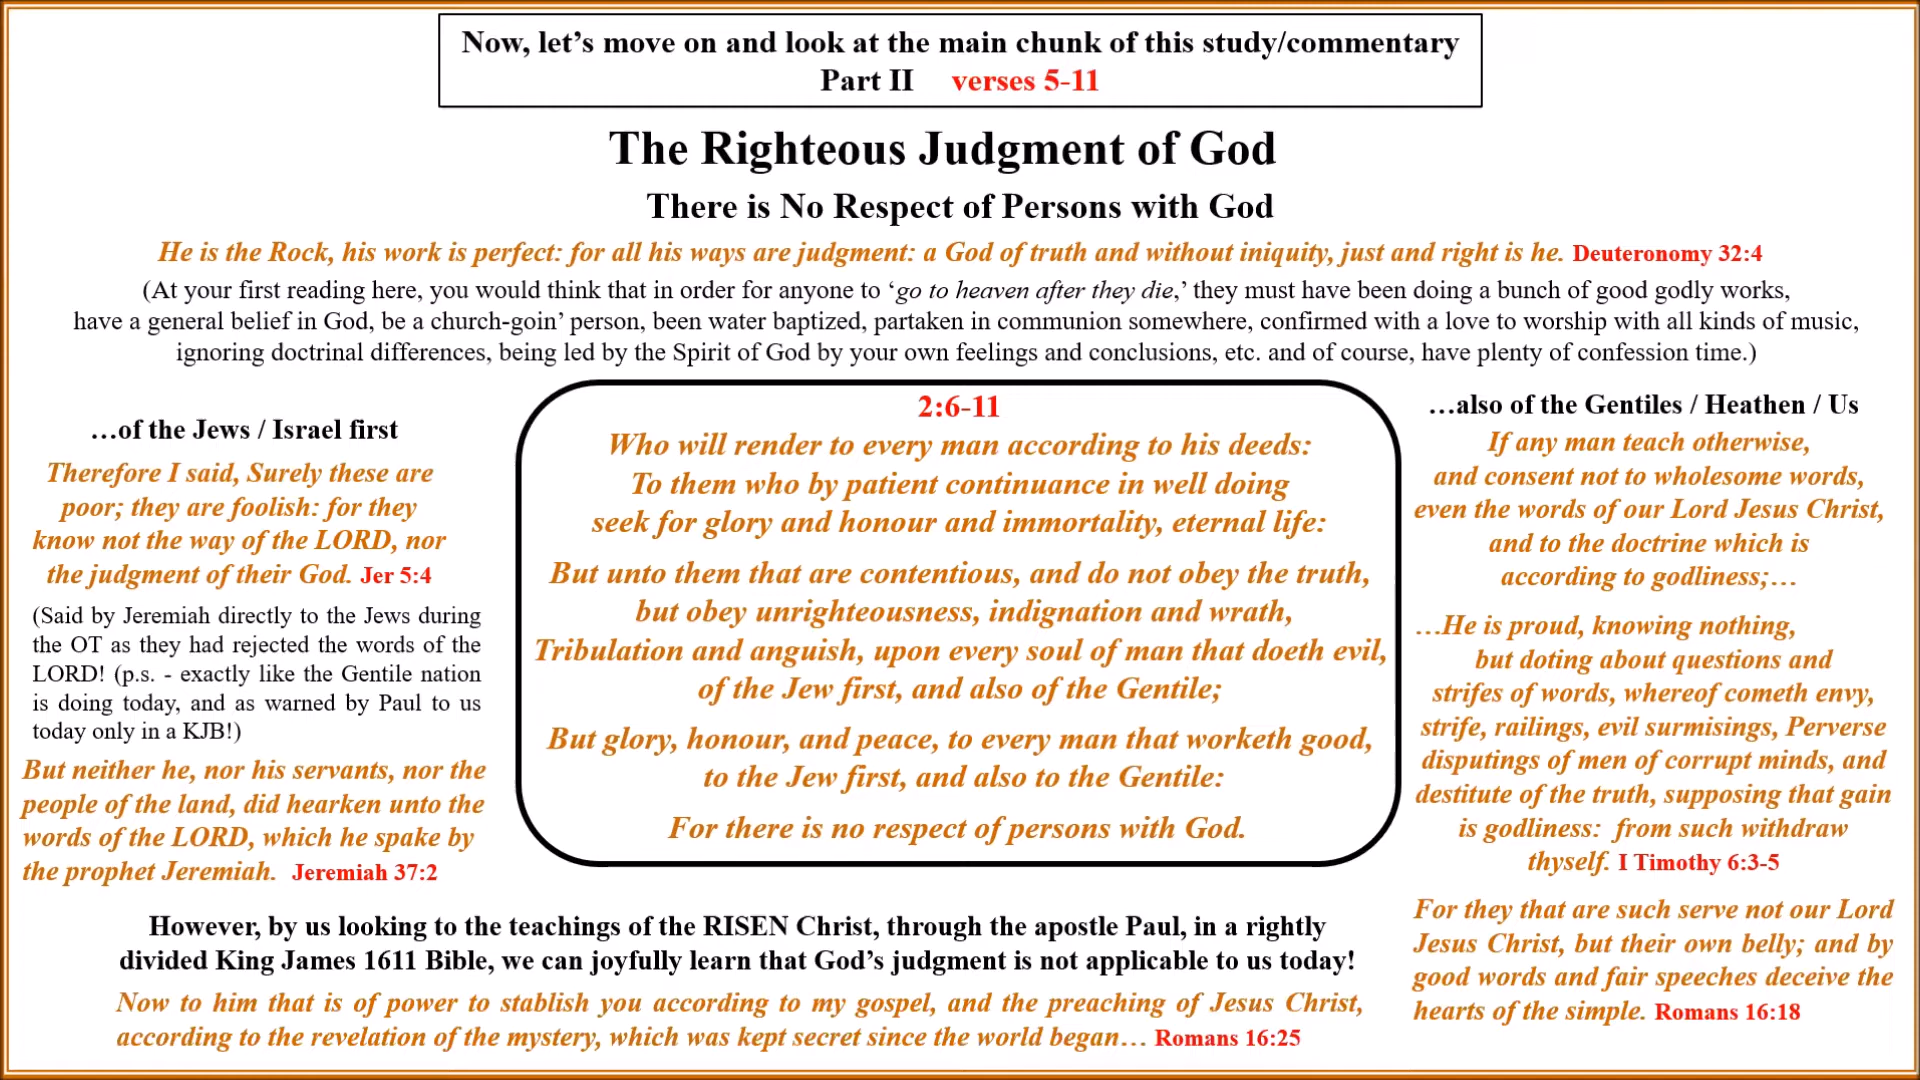 Now, let’s move on and look at the main chunk of this study/commentary
Part II verses 5-11
The Righteous Judgment of God
There is No Respect of Persons with God
He is the Rock, his work is perfect: for all his ways are judgment: a God of truth and without iniquity, just and right is he. Deuteronomy 32:4
(At your first reading here, you would think that in order for anyone to ‘go to heaven after they die,’ they must have been doing a bunch of good godly works,
have a general belief in God, be a church-goin’ person, been water baptized, partaken in communion somewhere, confirmed with a love to worship with all kinds of music,
ignoring doctrinal differences, being led by the Spirit of God by your own feelings and conclusions, etc. and of course, have plenty of confession time.)
…of the Jews / Israel first
Therefore I said, Surely these are
poor; they are foolish: for they
know not the way of the LORD, nor
the judgment of their God. Jer 5:4
(Said by Jeremiah directly to the Jews during
the OT as they had rejected the words of the
LORD! (p.s. - exactly like the Gentile nation
is doing today, and as warned by Paul to us
today only in a KJB!)
But neither he, nor his servants, nor the
people of the land, did hearken unto the
words of the LORD, which he spake by
the prophet Jeremiah. Jeremiah 37:2
2:6-11
Who will render to every man according to his deeds:
To them who by patient continuance in well doing
seek for glory and honour and immortality, eternal life:
But unto them that are contentious, and do not obey the truth,
but obey unrighteousness, indignation and wrath,
Tribulation and anguish, upon every soul of man that doeth evil,
of the Jew first, and also of the Gentile;
But glory, honour, and peace, to every man that worketh good,
to the Jew first, and also to the Gentile:
For there is no respect of persons with God.
…also of the Gentiles / Heathen / Us
If any man teach otherwise,
and consent not to wholesome words,
even the words of our Lord Jesus Christ,
and to the doctrine which is
according to godliness;…
…He is proud, knowing nothing,
but doting about questions and
strifes of words, whereof cometh envy,
strife, railings, evil surmisings, Perverse
disputings of men of corrupt minds, and
destitute of the truth, supposing that gain
is godliness: from such withdraw
thyself. I Timothy 6:3-5
For they that are such serve not our Lord
Jesus Christ, but their own belly; and by
good words and fair speeches deceive the
hearts of the simple. Romans 16:18
However, by us looking to the teachings of the RISEN Christ, through the apostle Paul, in a rightly
divided King James 1611 Bible, we can joyfully learn that God’s judgment is not applicable to us today!
Now to him that is of power to stablish you according to my gospel, and the preaching of Jesus Christ,
according to the revelation of the mystery, which was kept secret since the world began… Romans 16:25